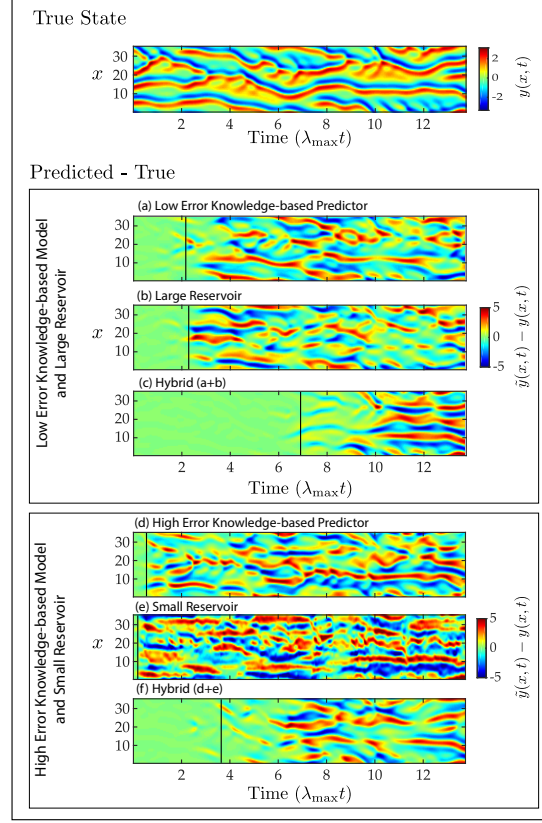 True State
30
x 20
10
2 4 6 8 10 12
Time (λmaxt)
2
0
-2
y(x, t)
Predicted - True
Low Error Knowledge-based Model
and Large Reservoir
(a) Low Error Knowledge-based Predictor
30
20
10
(b) Large Reservoir
30
x 20
10
(c) Hybrid (a+b)
30
20
10
2 4 6 8 10 12
Time (λmaxt)
5
0
-5
ỹ(x, t) − y(x, t)
High Error Knowledge-based Model
and Small Reservoir
(d) High Error Knowledge-based Predictor
30
20
10
(e) Small Reservoir
30
x 20
10
(f) Hybrid (d+e)
30
20
10
2 4 6 8 10 12
Time (λmaxt)
5
0
-5
ỹ(x, t) − y(x, t)